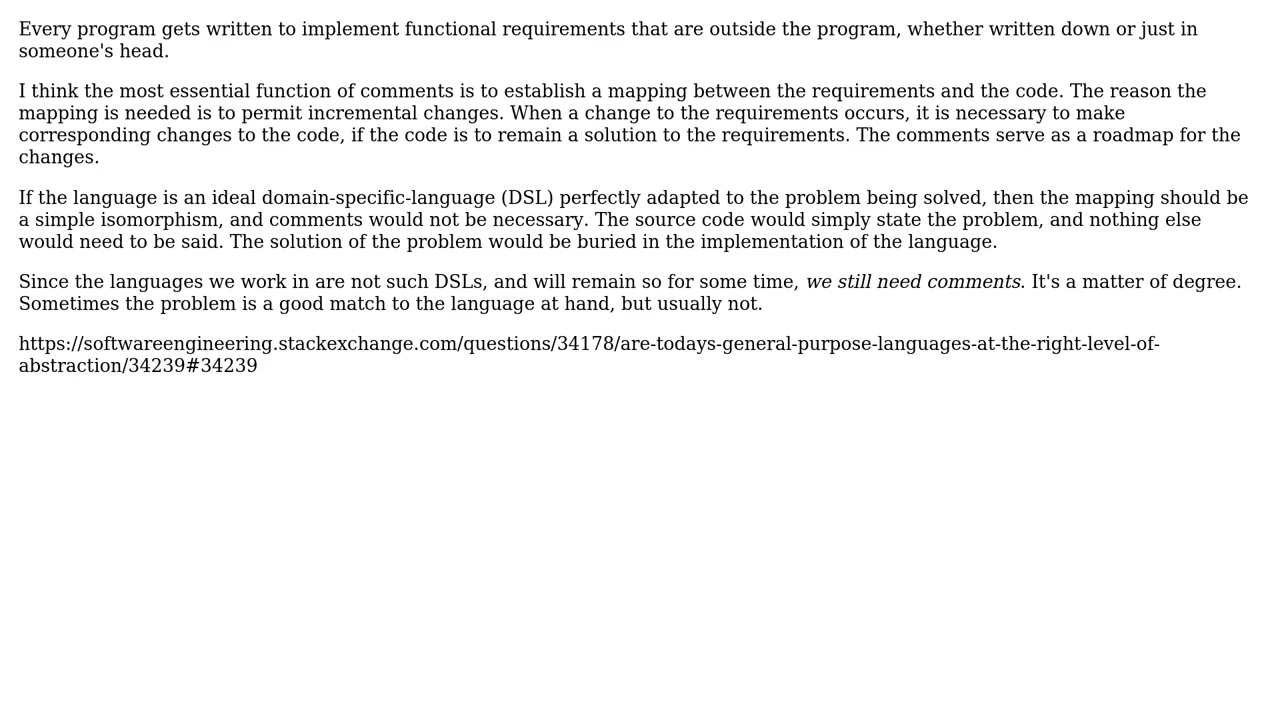 Every program gets written to implement functional requirements that are outside the program, whether written down or just in
someone's head.
I think the most essential function of comments is to establish a mapping between the requirements and the code. The reason the
mapping is needed is to permit incremental changes. When a change to the requirements occurs, it is necessary to make
corresponding changes to the code, if the code is to remain a solution to the requirements. The comments serve as a roadmap for the
changes.
If the language is an ideal domain-specific-language (DSL) perfectly adapted to the problem being solved, then the mapping should be
a simple isomorphism, and comments would not be necessary. The source code would simply state the problem, and nothing else
would need to be said. The solution of the problem would be buried in the implementation of the language.
Since the languages we work in are not such DSLs, and will remain so for some time, we still need comments. It's a matter of degree.
Sometimes the problem is a good match to the language at hand, but usually not.
https://softwareengineering.stackexchange.com/questions/34178/are-todays-general-purpose-languages-at-the-right-level-of-
abstraction/34239#34239